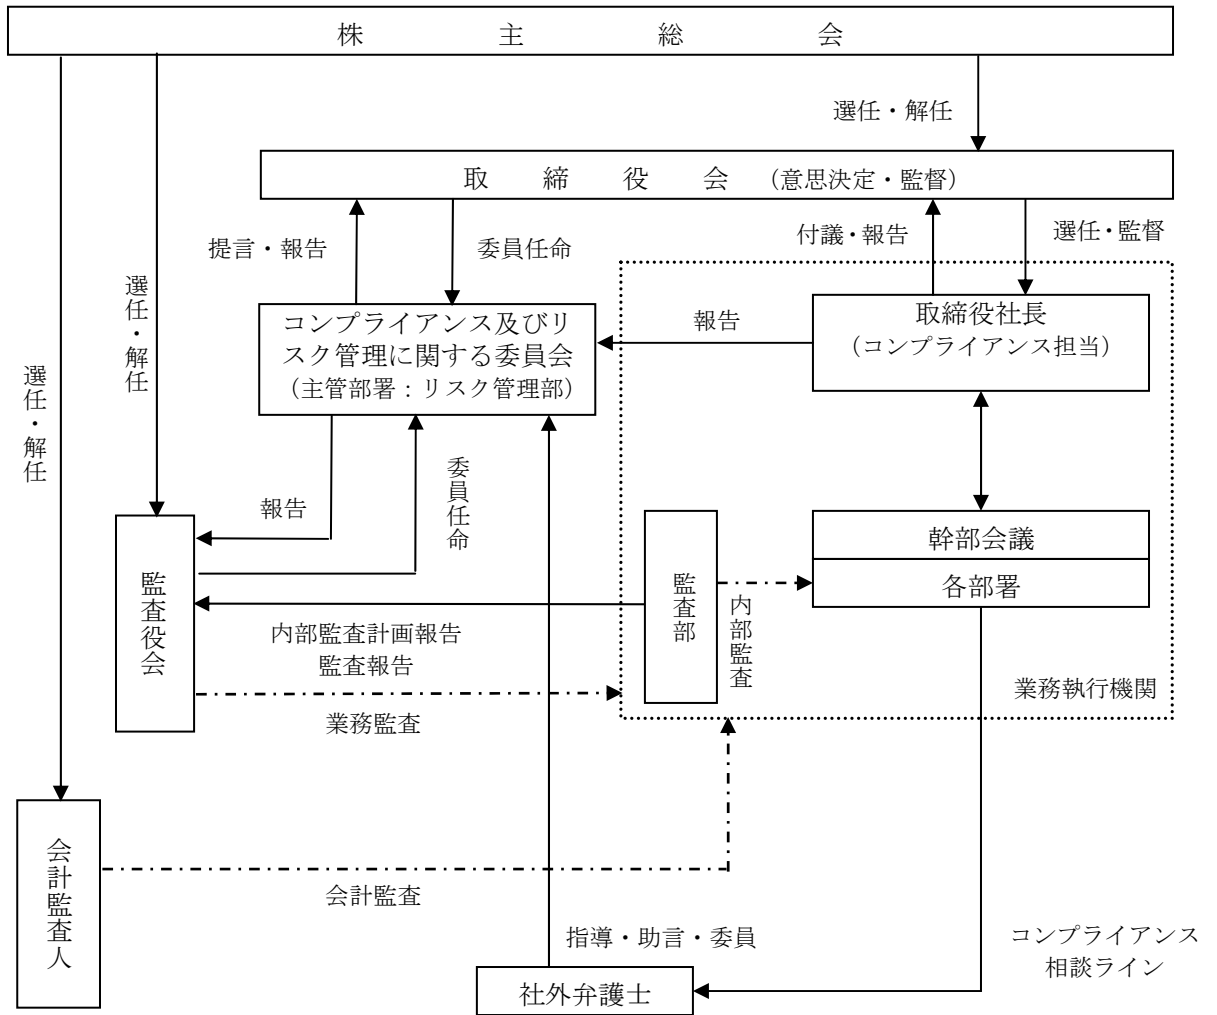 株主総会
選任・解任
取締役会（意思決定・監督）
提言・報告
委員任命
付議・報告
選任・監督
選任・解任
選任・解任
コンプライアンス及びリ
スク管理に関する委員会
（主管部署：リスク管理部）
報告
取締役社長
（コンプライアンス担当）
報告
委員任命
幹部会議
各部署
監査役会
監査部
内部監査
内部監査計画報告
監査報告
業務監査
業務執行機関
会計監査人
会計監査
指導・助言・委員
コンプライアンス
相談ライン
社外弁護士